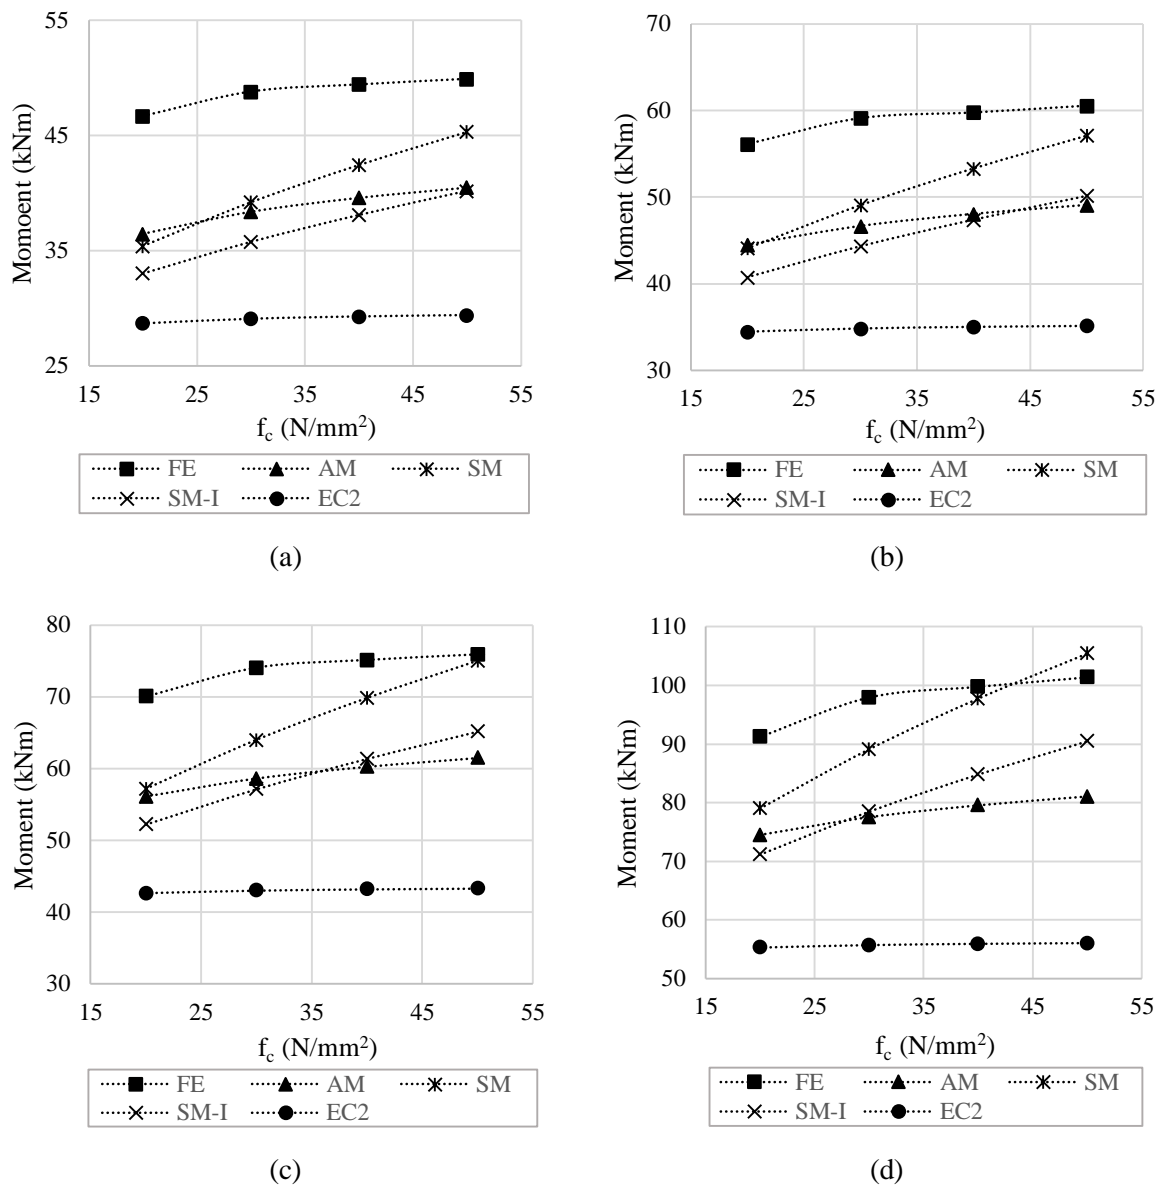 55
45
35
25
Momoent (kNm)
15 25 35 45 55
f_c (N/mm²)
FE AM SM
SM-I EC2
(a)
70
60
50
40
30
Moment (kNm)
15 25 35 45 55
f_c (N/mm²)
FE AM SM
SM-I EC2
(b)
80
70
60
50
40
30
Moment (kNm)
15 25 35 45 55
f_c (N/mm²)
FE AM SM
SM-I EC2
(c)
110
100
90
80
70
60
50
Moment (kNm)
15 25 35 45 55
f_c (N/mm²)
FE AM SM
SM-I EC2
(d)